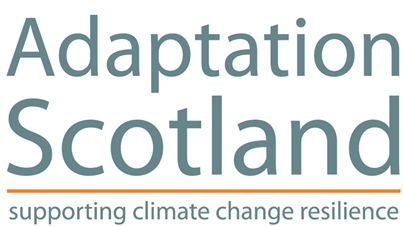 Adaptation
Scotland
supporting climate change resilience